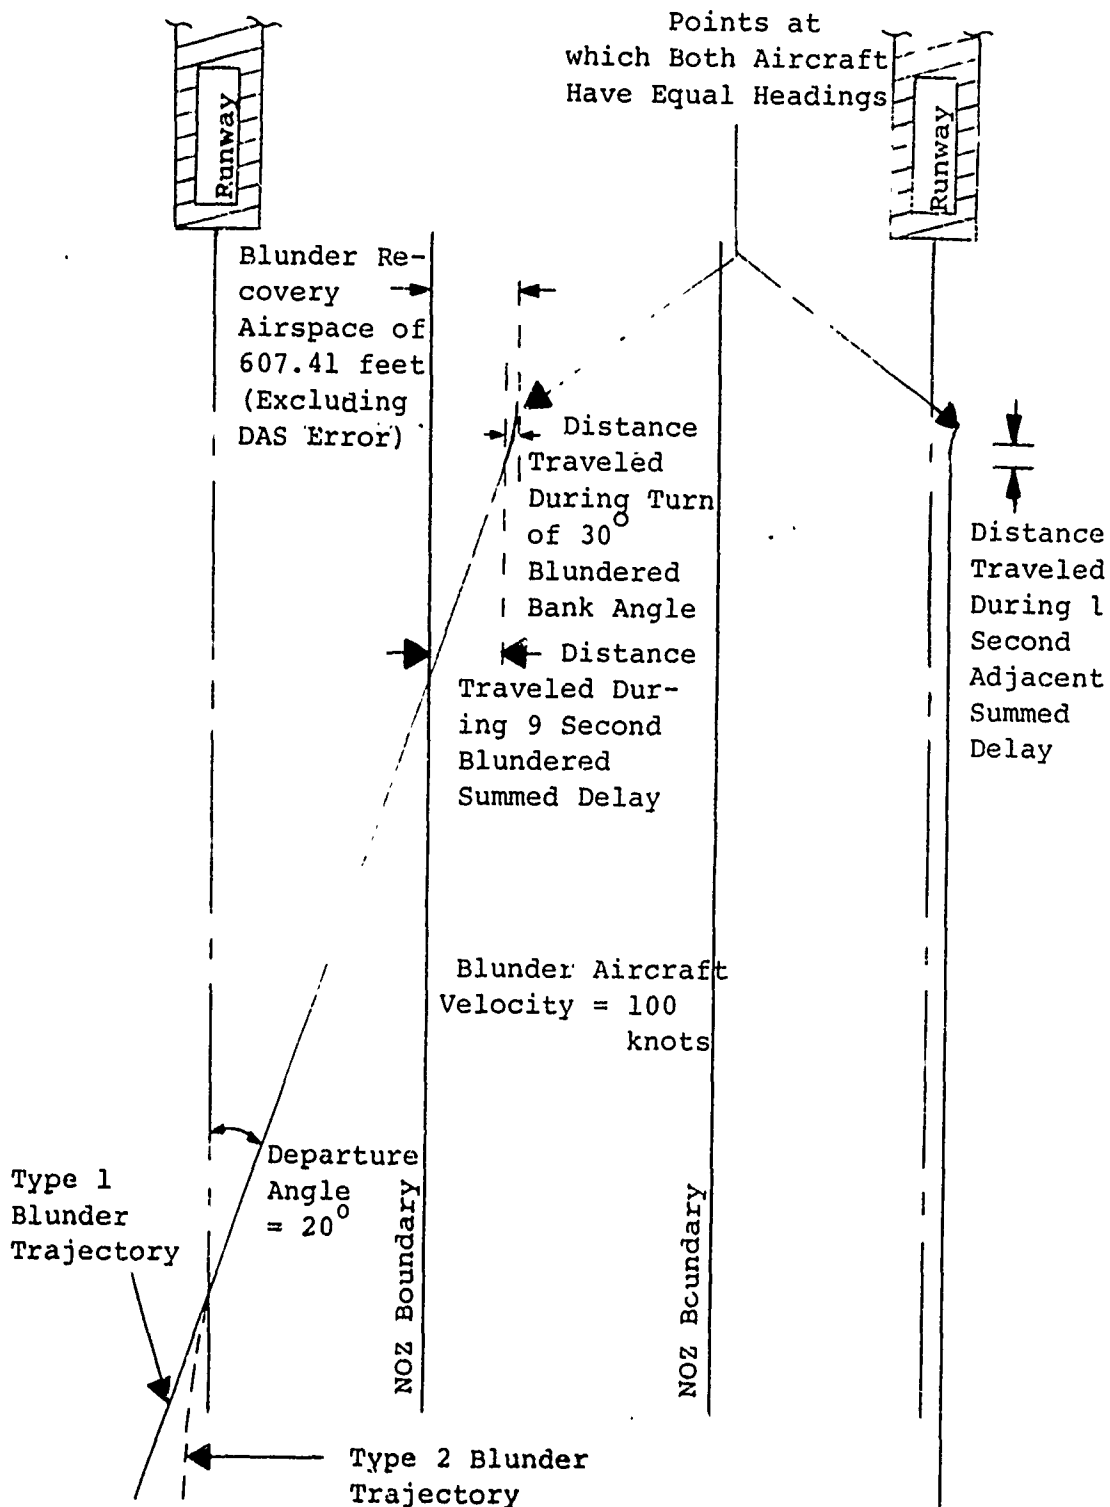 Points at
which Both Aircraft
Have Equal Headings
Runway
Runway
Blunder Re-
covery
Airspace of
607.41 feet
(Excluding
DAS Error)
Distance
Traveled
During Turn
of 30°
Blundered
Bank Angle
Distance
Traveled Dur-
ing 9 Second
Blundered
Summed Delay
Distance
Traveled
During 1
Second
Adjacent
Summed
Delay
Blunder Aircraft
Velocity = 100
knots
Departure
Angle
= 20°
Type 1
Blunder
Trajectory
NOZ Boundary
NOZ Boundary
Type 2 Blunder
Trajectory